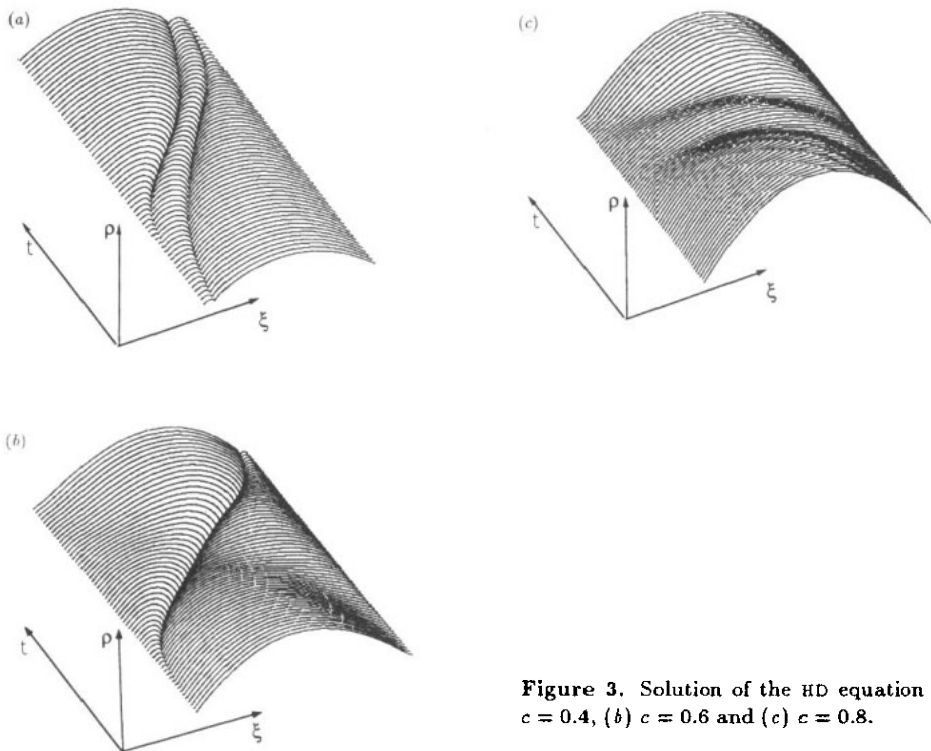 (a)
(c)
ρ
t
ξ
ρ
t
ξ
(b)
ρ
t
ξ
Figure 3. Solution of the HD equation
c = 0.4, (b) c = 0.6 and (c) c = 0.8.